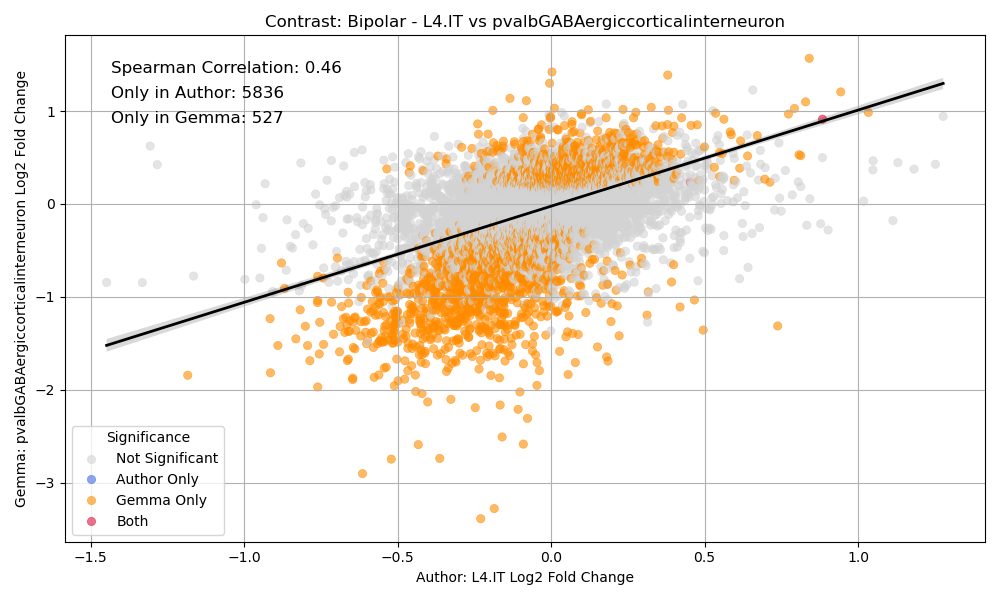 Contrast: Bipolar - L4.IT vs pvalbGABAergiccorticalinterneuron
Spearman Correlation: 0.46
Only in Author: 5836
Only in Gemma: 527
Gemma: pvalbGABAergiccorticalinterneuron Log2 Fold Change
1
0
−1
−2
−3
Significance
Not Significant
Author Only
Gemma Only
Both
−1.5
−1.0
−0.5
0.0
0.5
1.0
Author: L4.IT Log2 Fold Change